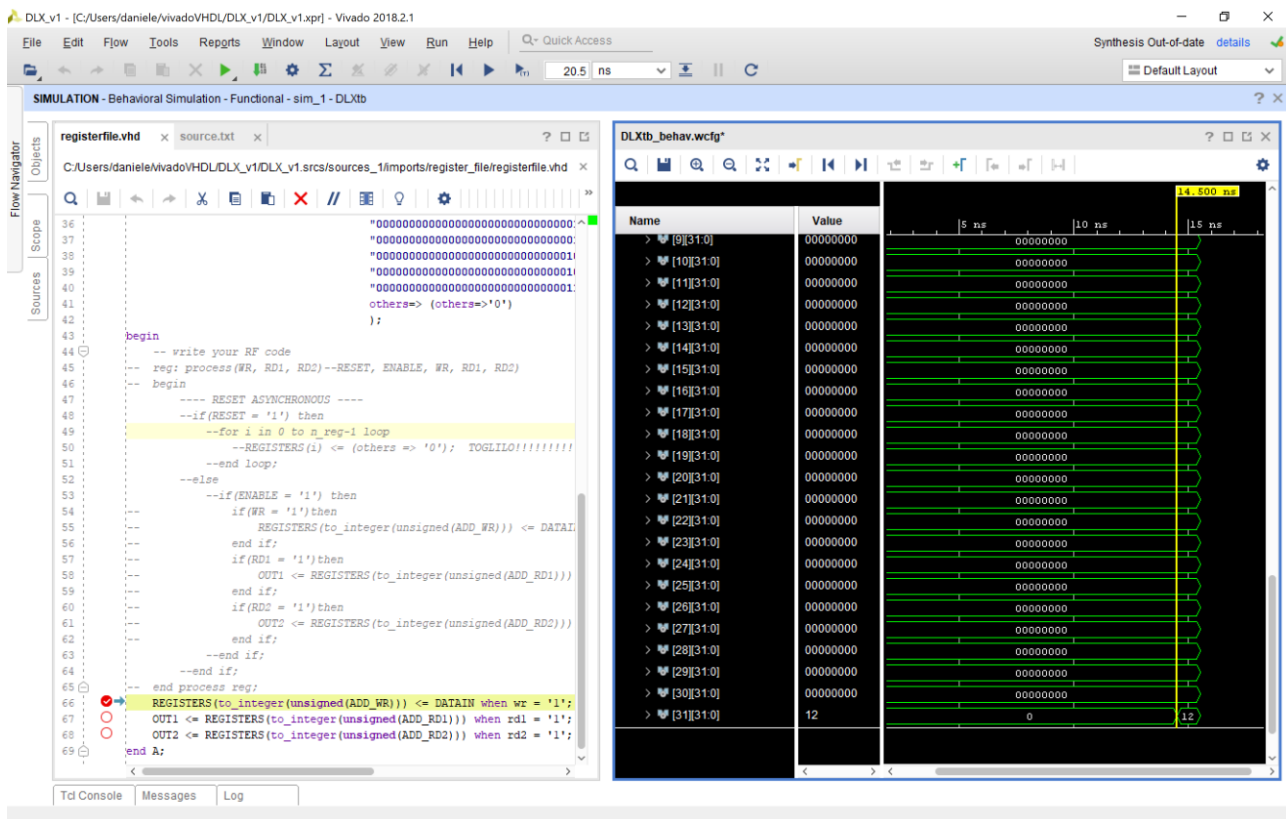 DLX_v1 - [C:/Users/daniele/vivadoVHDL/DLX_v1/DLX_v1.xpr] - Vivado 2018.2.1
File Edit Flow Tools Reports Window Layout View Run Help Quick Access Synthesis Out-of-date details
20.5 ns Default Layout
SIMULATION - Behavioral Simulation - Functional - sim_1 - DLXtb
Flow Navigator
Objects
Scope
Sources
registerfile.vhd source.txt
C:/Users/daniele/vivadoVHDL/DLX_v1/DLX_v1.srcs/sources_1/imports/register_file/registerfile.vhd
36
37
38
39
40
41 others=> (others=>'0')
42 );
43 begin
44 -- write your RF code
45 -- reg: process(WR, RD1, RD2)--RESET, ENABLE, WR, RD1, RD2)
46 -- begin
47 ---- RESET ASYNCHRONOUS ----
48 --if(RESET = '1') then
49 --for i in 0 to n_reg-1 loop
50 --REGISTERS(i) <= (others => '0'); TOGLILO!!!!!!!!!
51 --end loop;
52 --else
53 --if(ENABLE = '1') then
54 -- if(WR = '1')then
55 -- REGISTERS(to_integer(unsigned(ADD_WR))) <= DATAI
56 -- end if;
57 -- if(RD1 = '1')then
58 -- OUT1 <= REGISTERS(to_integer(unsigned(ADD_RD1)))
59 -- end if;
60 -- if(RD2 = '1')then
61 -- OUT2 <= REGISTERS(to_integer(unsigned(ADD_RD2)))
62 -- end if;
63 --end if;
64 --end if;
65 -- end process reg;
66 REGISTERS(to_integer(unsigned(ADD_WR))) <= DATAIN when wr = '1';
67 OUT1 <= REGISTERS(to_integer(unsigned(ADD_RD1))) when rd1 = '1';
68 OUT2 <= REGISTERS(to_integer(unsigned(ADD_RD2))) when rd2 = '1';
69 end A;
Tcl Console Messages Log
DLXtb_behav.wcfg*
14.500 ns
Name Value 5 ns 10 ns 15 ns
[9][31:0] 00000000 00000000
[10][31:0] 00000000 00000000
[11][31:0] 00000000 00000000
[12][31:0] 00000000 00000000
[13][31:0] 00000000 00000000
[14][31:0] 00000000 00000000
[15][31:0] 00000000 00000000
[16][31:0] 00000000 00000000
[17][31:0] 00000000 00000000
[18][31:0] 00000000 00000000
[19][31:0] 00000000 00000000
[20][31:0] 00000000 00000000
[21][31:0] 00000000 00000000
[22][31:0] 00000000 00000000
[23][31:0] 00000000 00000000
[24][31:0] 00000000 00000000
[25][31:0] 00000000 00000000
[26][31:0] 00000000 00000000
[27][31:0] 00000000 00000000
[28][31:0] 00000000 00000000
[29][31:0] 00000000 00000000
[30][31:0] 00000000 00000000
[31][31:0] 12 0 12